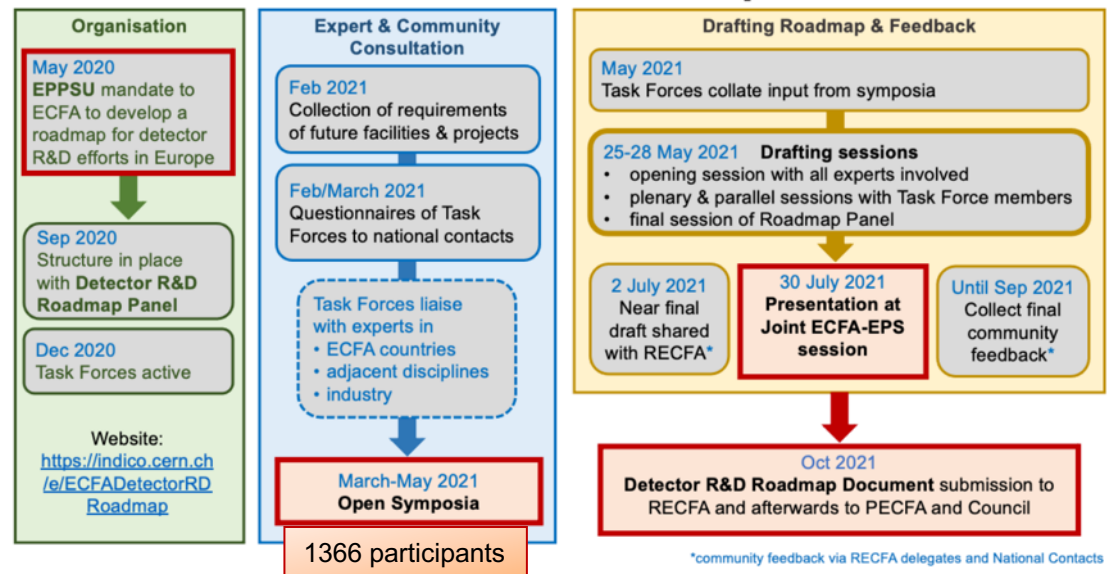 Organisation
May 2020
EPPSU mandate to
ECFA to develop a
roadmap for detector
R&D efforts in Europe
Sep 2020
Structure in place
with Detector R&D
Roadmap Panel
Dec 2020
Task Forces active
Website:
https://indico.cern.ch
/e/ECFADetectorRD
Roadmap
Expert & Community
Consultation
Feb 2021
Collection of requirements
of future facilities & projects
Feb/March 2021
Questionnaires of Task
Forces to national contacts
Task Forces liaise
with experts in
• ECFA countries
• adjacent disciplines
• industry
March-May 2021
Open Symposia
1366 participants
Drafting Roadmap & Feedback
May 2021
Task Forces collate input from symposia
25-28 May 2021 Drafting sessions
• opening session with all experts involved
• plenary & parallel sessions with Task Force members
• final session of Roadmap Panel
2 July 2021
Near final
draft shared
with RECFA*
30 July 2021
Presentation at
Joint ECFA-EPS
session
Until Sep 2021
Collect final
community
feedback*
Oct 2021
Detector R&D Roadmap Document submission to
RECFA and afterwards to PECFA and Council
*community feedback via RECFA delegates and National Contacts